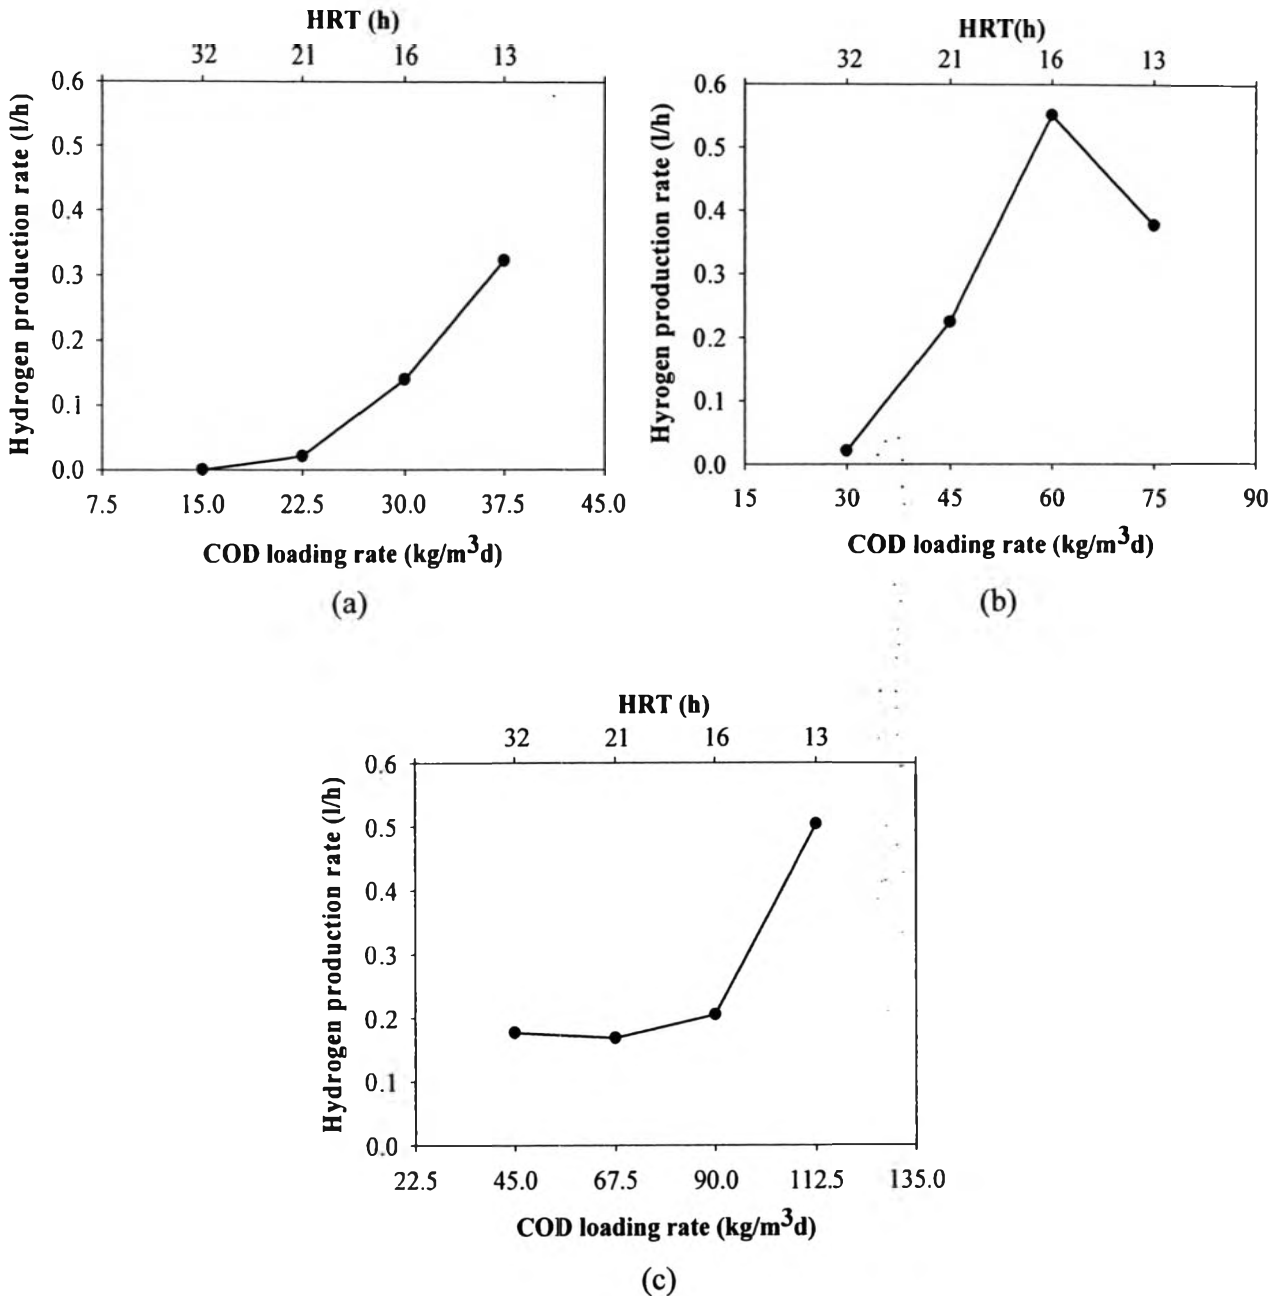 HRT (h)
32 21 16 13
0.6
0.5
0.4
0.3
0.2
0.1
0.0
Hydrogen production rate (l/h)
7.5 15.0 22.5 30.0 37.5 45.0
COD loading rate (kg/m³d)
(a)
HRT(h)
32 21 16 13
0.6
0.5
0.4
0.3
0.2
0.1
0.0
Hyrogen production rate (l/h)
15 30 45 60 75 90
COD loading rate (kg/m³d)
(b)
HRT (h)
32 21 16 13
0.6
0.5
0.4
0.3
0.2
0.1
0.0
Hydrogen production rate (l/h)
22.5 45.0 67.5 90.0 112.5 135.0
COD loading rate (kg/m³d)
(c)